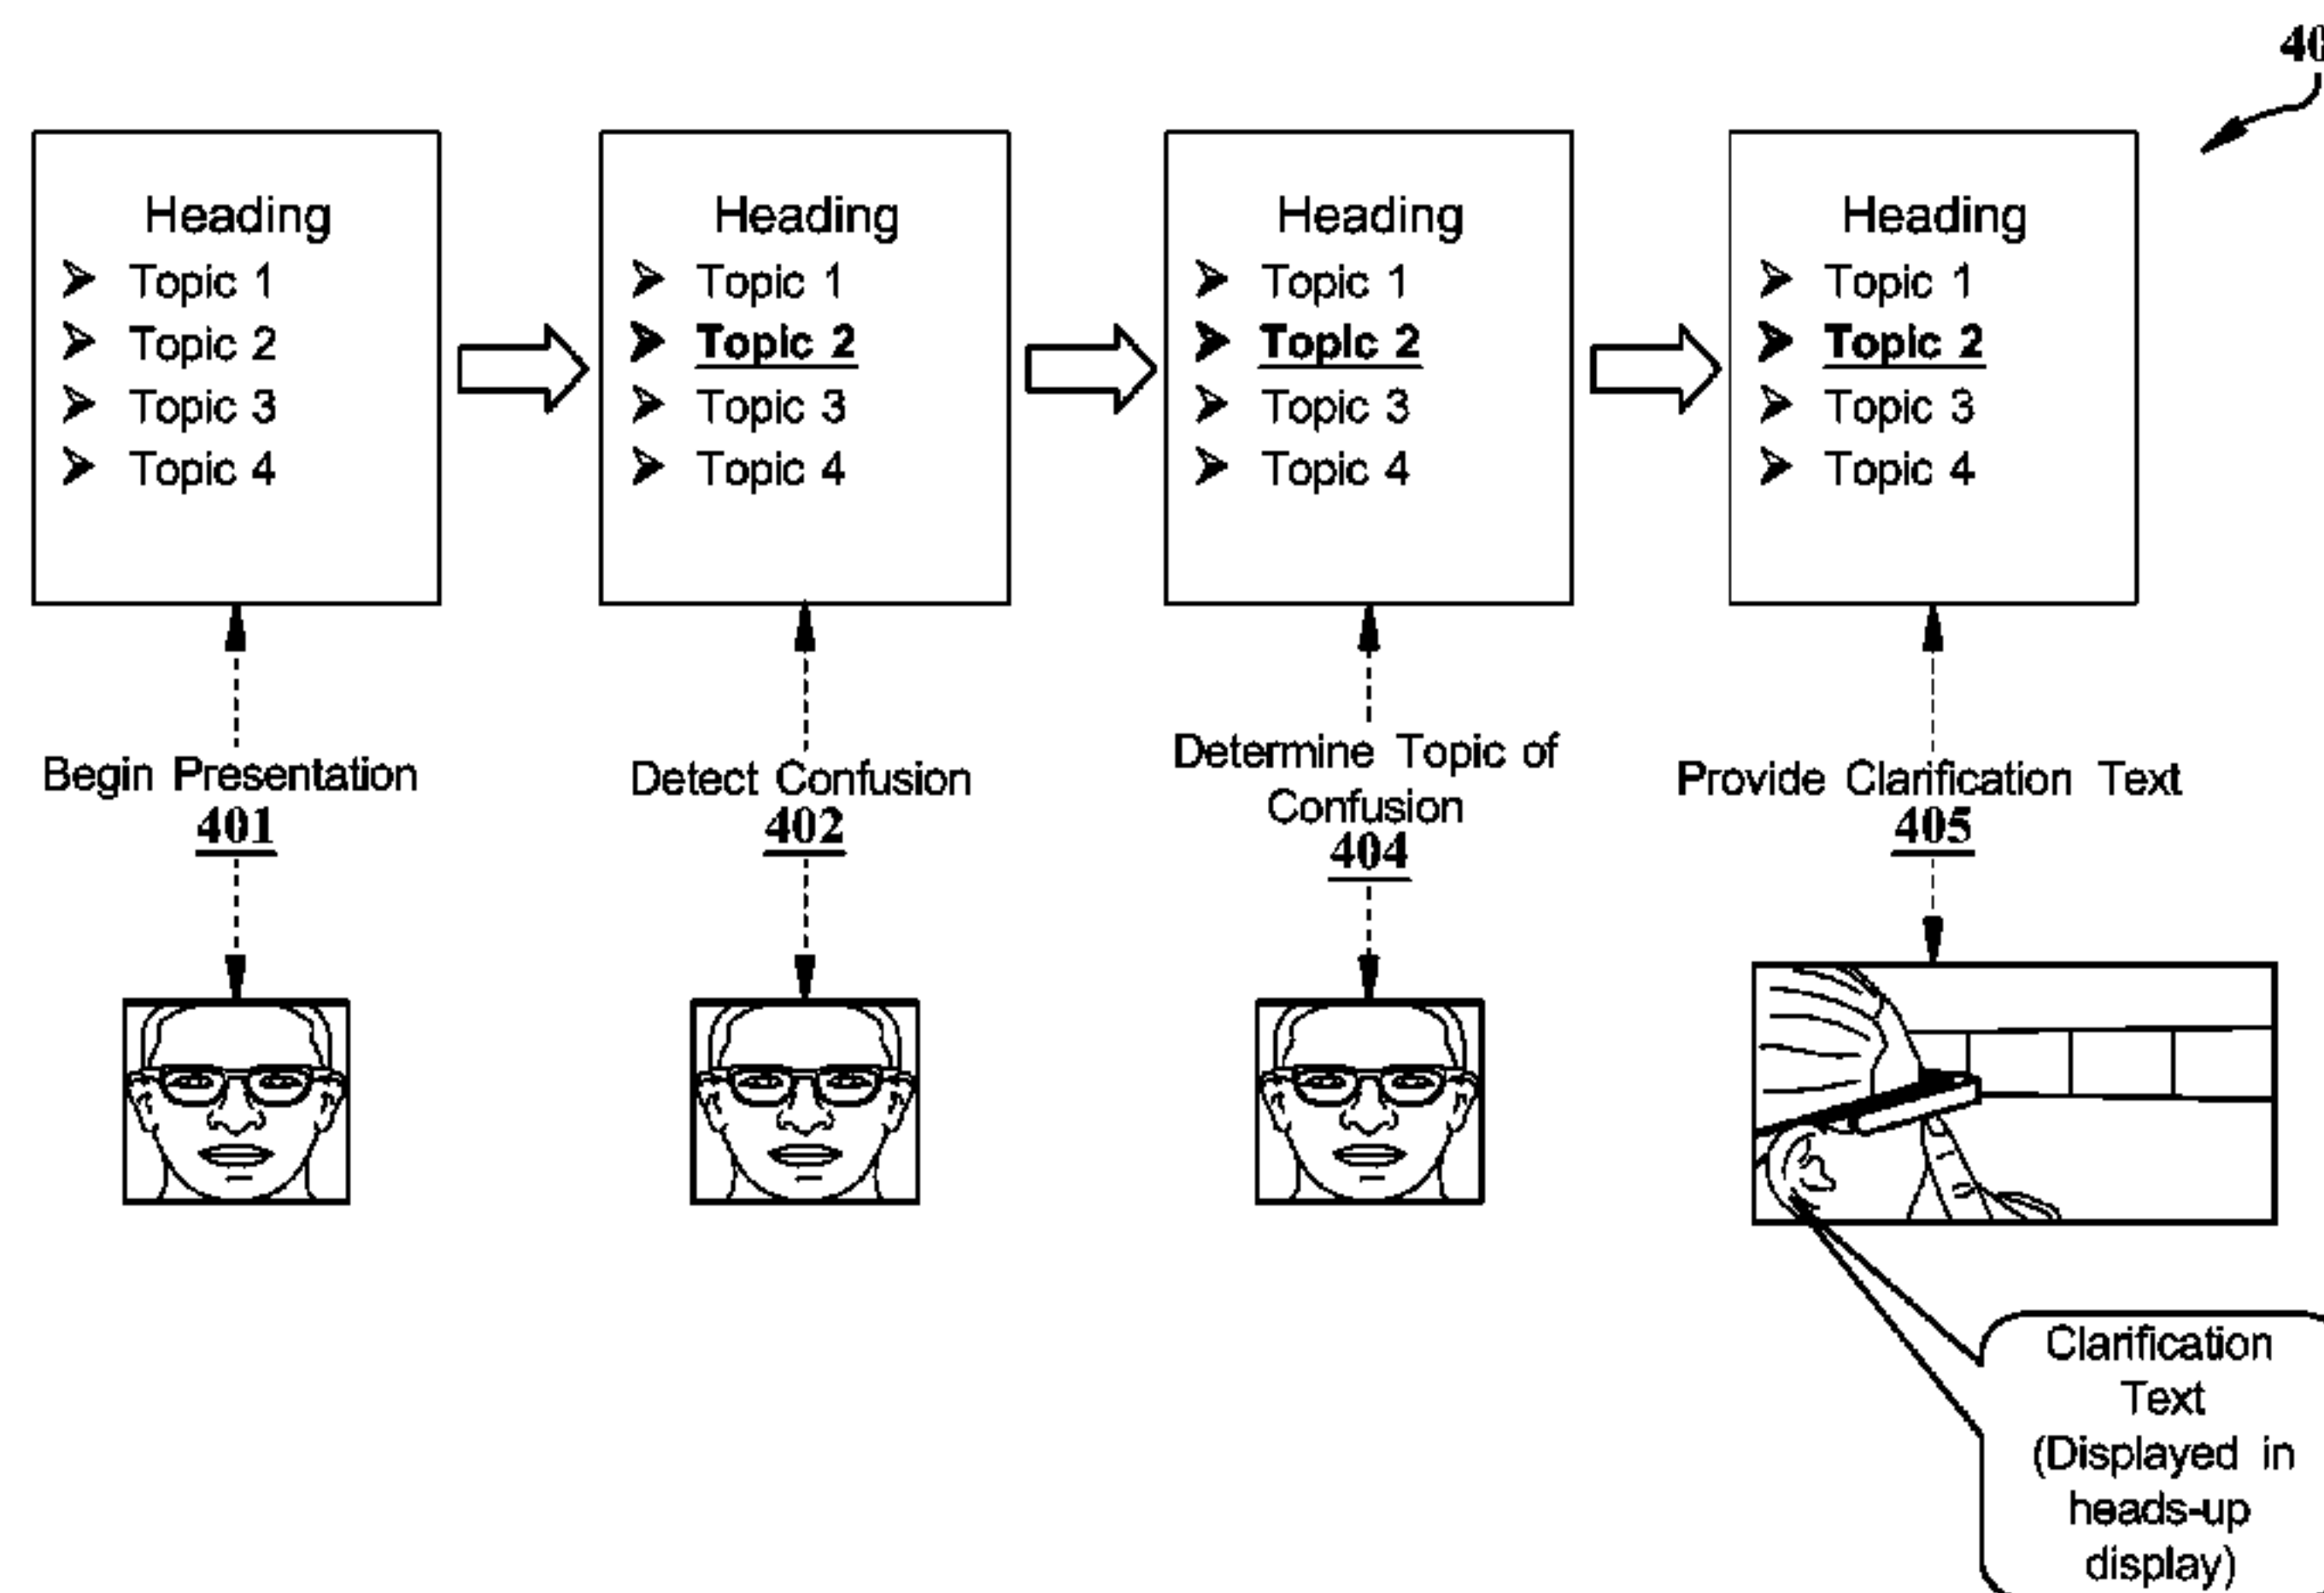 40
Heading
Topic 1
Topic 2
Topic 3
Topic 4
Heading
Topic 1
Topic 2
Topic 3
Topic 4
Heading
Topic 1
Topic 2
Topic 3
Topic 4
Heading
Topic 1
Topic 2
Topic 3
Topic 4
Begin Presentation
401
Detect Confusion
402
Determine Topic of
Confusion
404
Provide Clarification Text
405
Clarification
Text
(Displayed in
heads-up
display)